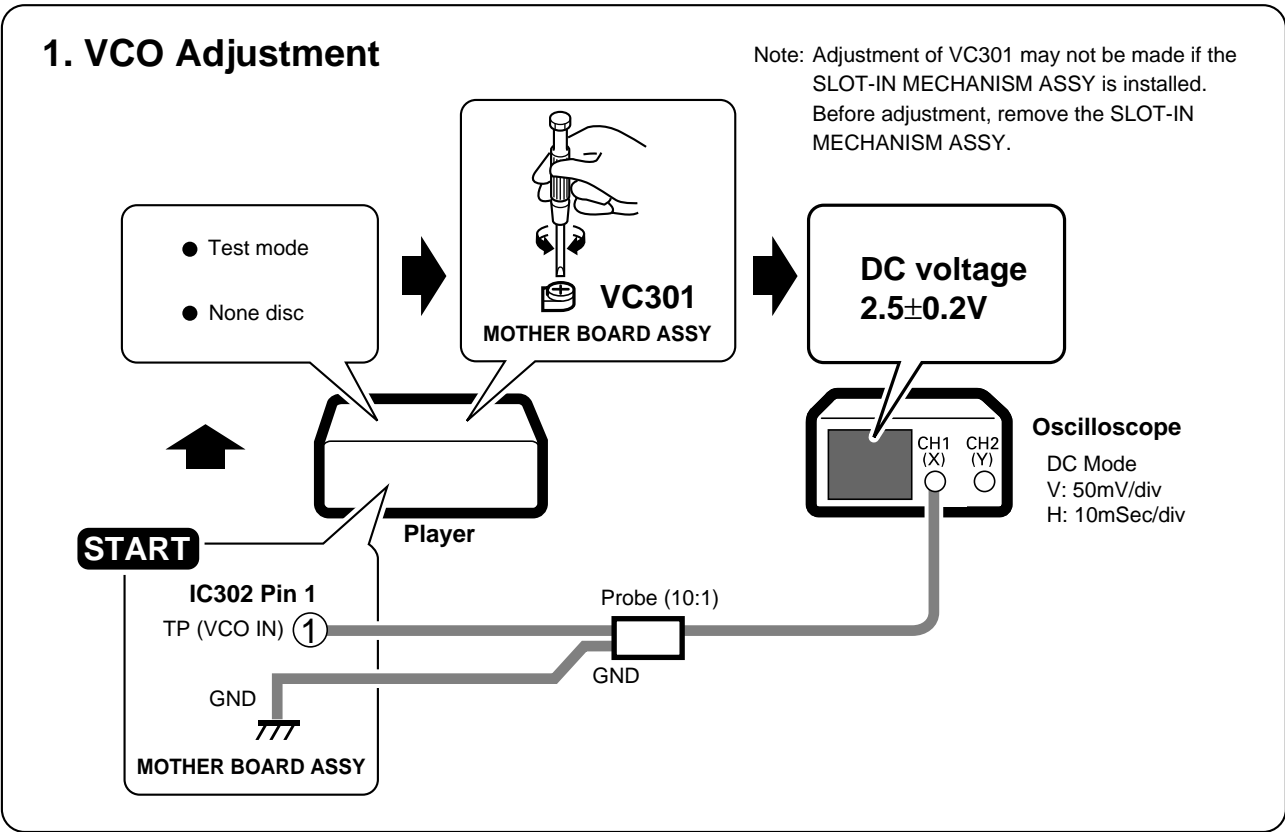 1. VCO Adjustment
Note: Adjustment of VC301 may not be made if the
SLOT-IN MECHANISM ASSY is installed.
Before adjustment, remove the SLOT-IN
MECHANISM ASSY.
● Test mode
● None disc
VC301
MOTHER BOARD ASSY
DC voltage
2.5±0.2V
CH1
(X)
CH2
(Y)
Oscilloscope
DC Mode
V: 50mV/div
H: 10mSec/div
Player
START
IC302 Pin 1
TP (VCO IN) 1
Probe (10:1)
GND
GND
MOTHER BOARD ASSY